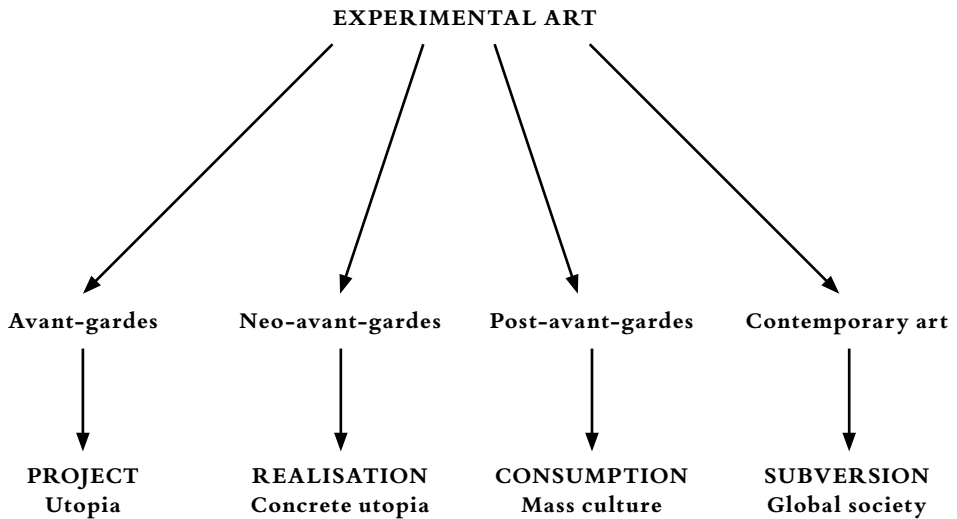 EXPERIMENTAL ART
Avant-gardes
Neo-avant-gardes
Post-avant-gardes
Contemporary art
PROJECT
Utopia
REALISATION
Concrete utopia
CONSUMPTION
Mass culture
SUBVERSION
Global society